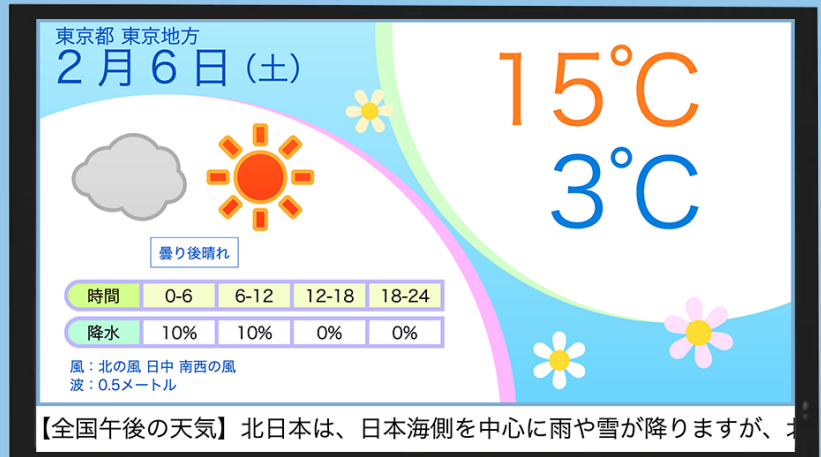 東京都 東京地方
2月6日（土）
15℃
3℃
曇り後晴れ
時間 0-6 6-12 12-18 18-24
降水 10% 10% 0% 0%
風：北の風 日中 南西の風
波：0.5メートル
【全国午後の天気】北日本は、日本海側を中心に雨や雪が降りますが、